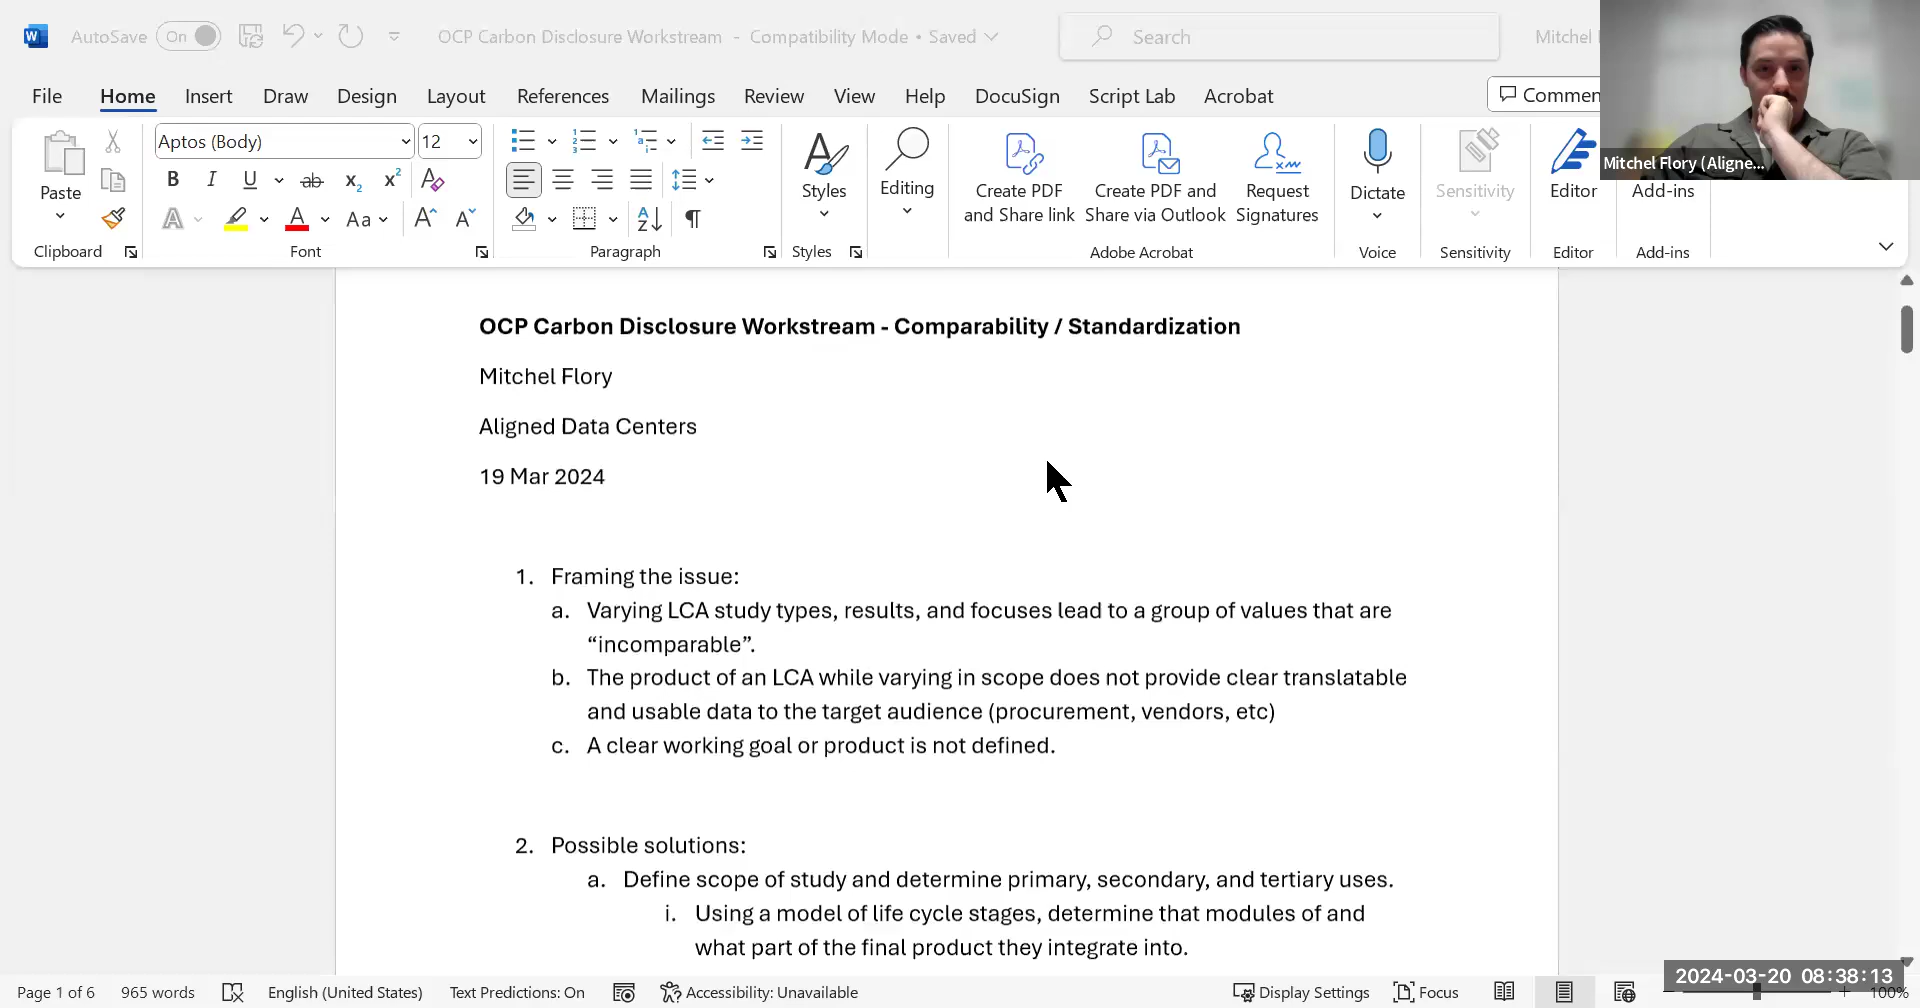 AutoSave On OCP Carbon Disclosure Workstream - Compatibility Mode • Saved Search Mitchel
File Home Insert Draw Design Layout References Mailings Review View Help DocuSign Script Lab Acrobat Commen
Mitchel Flory (Aligne...
Aptos (Body) 12
Paste
Styles
Editing
Create PDF
and Share link
Create PDF and
Share via Outlook
Request
Signatures
Dictate
Sensitivity
Editor
Add-ins
Clipboard Font Paragraph Styles Adobe Acrobat Voice Sensitivity Editor Add-ins
OCP Carbon Disclosure Workstream - Comparability / Standardization
Mitchel Flory
Aligned Data Centers
19 Mar 2024
1. Framing the issue:
a. Varying LCA study types, results, and focuses lead to a group of values that are
“incomparable”.
b. The product of an LCA while varying in scope does not provide clear translatable
and usable data to the target audience (procurement, vendors, etc)
c. A clear working goal or product is not defined.
2. Possible solutions:
a. Define scope of study and determine primary, secondary, and tertiary uses.
i. Using a model of life cycle stages, determine that modules of and
what part of the final product they integrate into.
2024-03-20 08:38:13
Page 1 of 6 965 words English (United States) Text Predictions: On Accessibility: Unavailable Display Settings Focus 100%